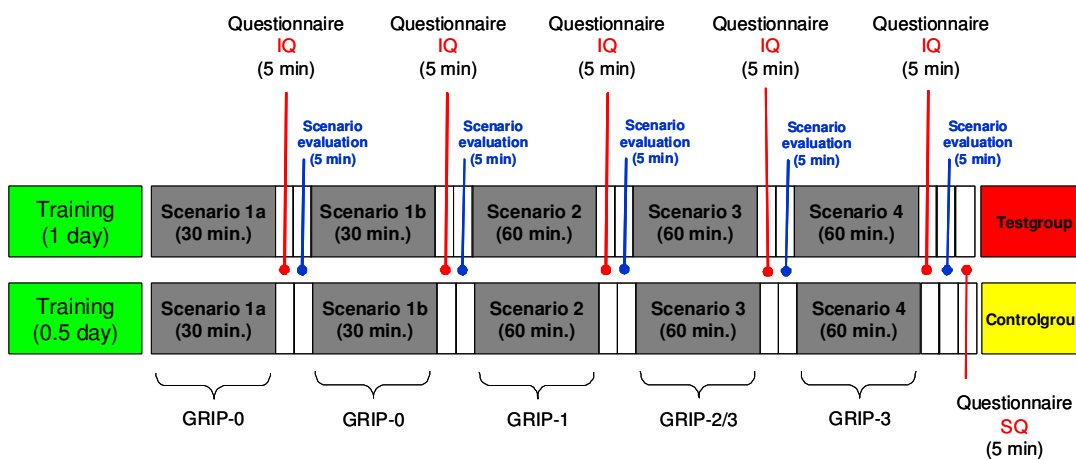 Questionnaire
IQ
(5 min)
Questionnaire
IQ
(5 min)
Questionnaire
IQ
(5 min)
Questionnaire
IQ
(5 min)
Questionnaire
IQ
(5 min)
Scenario
evaluation
(5 min)
Scenario
evaluation
(5 min)
Scenario
evaluation
(5 min)
Scenario
evaluation
(5 min)
Scenario
evaluation
(5 min)
Training
(1 day)
Scenario 1a
(30 min.)
Scenario 1b
(30 min.)
Scenario 2
(60 min.)
Scenario 3
(60 min.)
Scenario 4
(60 min.)
Testgroup
Training
(0.5 day)
Scenario 1a
(30 min.)
Scenario 1b
(30 min.)
Scenario 2
(60 min.)
Scenario 3
(60 min.)
Scenario 4
(60 min.)
Controlgrou
GRIP-0
GRIP-0
GRIP-1
GRIP-2/3
GRIP-3
Questionnaire
SQ
(5 min)